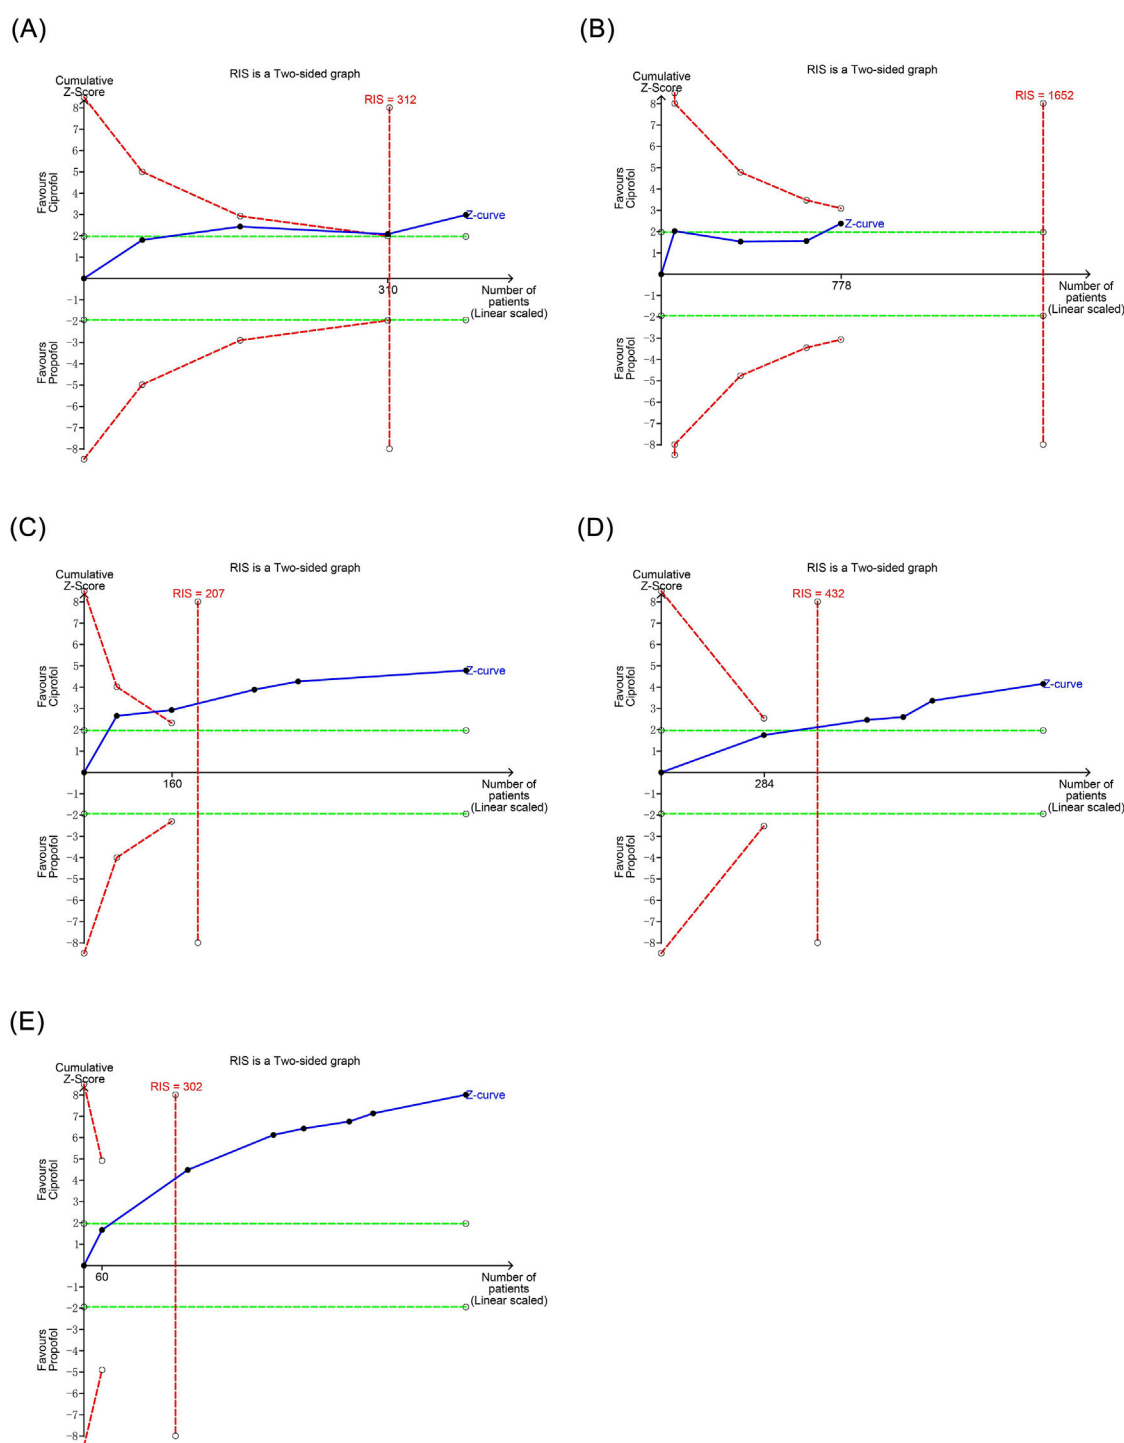 (A)
RIS is a Two-sided graph
Cumulative
Z-Score
RIS = 312
8
7
6
5
4
3
2
1
-1
-2
-3
-4
-5
-6
-7
-8
Favours
Ciprofol
Favours
Propofol
Z-curve
310
Number of
patients
(Linear scaled)
(B)
RIS is a Two-sided graph
Cumulative
Z-Score
RIS = 1652
8
7
6
5
4
3
2
1
-1
-2
-3
-4
-5
-6
-7
-8
Favours
Ciprofol
Favours
Propofol
Z-curve
778
Number of
patients
(Linear scaled)
(C)
RIS is a Two-sided graph
Cumulative
Z-Score
RIS = 207
8
7
6
5
4
3
2
1
-1
-2
-3
-4
-5
-6
-7
-8
Favours
Ciprofol
Favours
Propofol
Z-curve
160
Number of
patients
(Linear scaled)
(D)
RIS is a Two-sided graph
Cumulative
Z-Score
RIS = 432
8
7
6
5
4
3
2
1
-1
-2
-3
-4
-5
-6
-7
-8
Favours
Ciprofol
Favours
Propofol
Z-curve
284
Number of
patients
(Linear scaled)
(E)
RIS is a Two-sided graph
Cumulative
Z-Score
RIS = 302
8
7
6
5
4
3
2
1
-1
-2
-3
-4
-5
-6
-7
-8
Favours
Ciprofol
Favours
Propofol
Z-curve
60
Number of
patients
(Linear scaled)